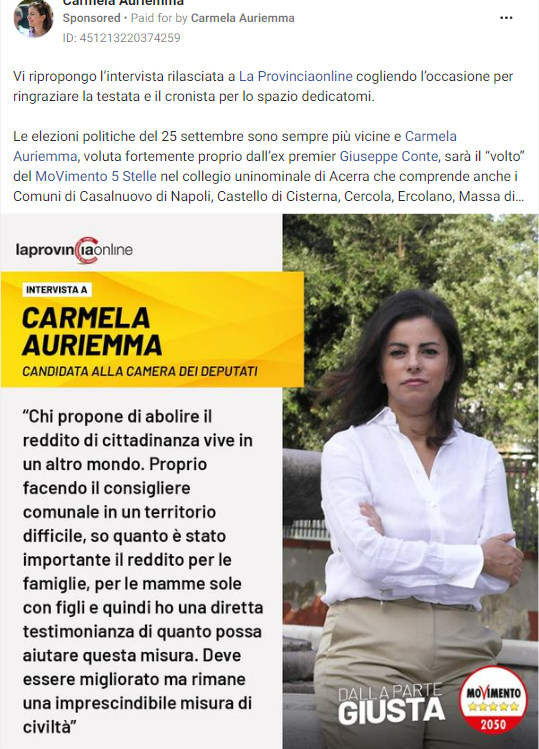 Carmela Auriemma
Sponsored • Paid for by Carmela Auriemma
ID: 451213220374259
Vi ripropongo l'intervista rilasciata a La Provinciaonline cogliendo l'occasione per
ringraziare la testata e il cronista per lo spazio dedicatomi.
Le elezioni politiche del 25 settembre sono sempre più vicine e Carmela
Auriemma, voluta fortemente proprio dall'ex premier Giuseppe Conte, sarà il "volto"
del MoVimento 5 Stelle nel collegio uninominale di Acerra che comprende anche i
Comuni di Casalnuovo di Napoli, Castello di Cisterna, Cercola, Ercolano, Massa di...
laprovinciaonline
INTERVISTA A
CARMELA
AURIEMMA
CANDIDATA ALLA CAMERA DEI DEPUTATI
"Chi propone di abolire il
reddito di cittadinanza vive in
un altro mondo. Proprio
facendo il consigliere
comunale in un territorio
difficile, so quanto è stato
importante il reddito per le
famiglie, per le mamme sole
con figli e quindi ho una diretta
testimonianza di quanto possa
aiutare questa misura. Deve
essere migliorato ma rimane
una imprescindibile misura di
civiltà"
DALLA PARTE
GIUSTA
MOVIMENTO
2050